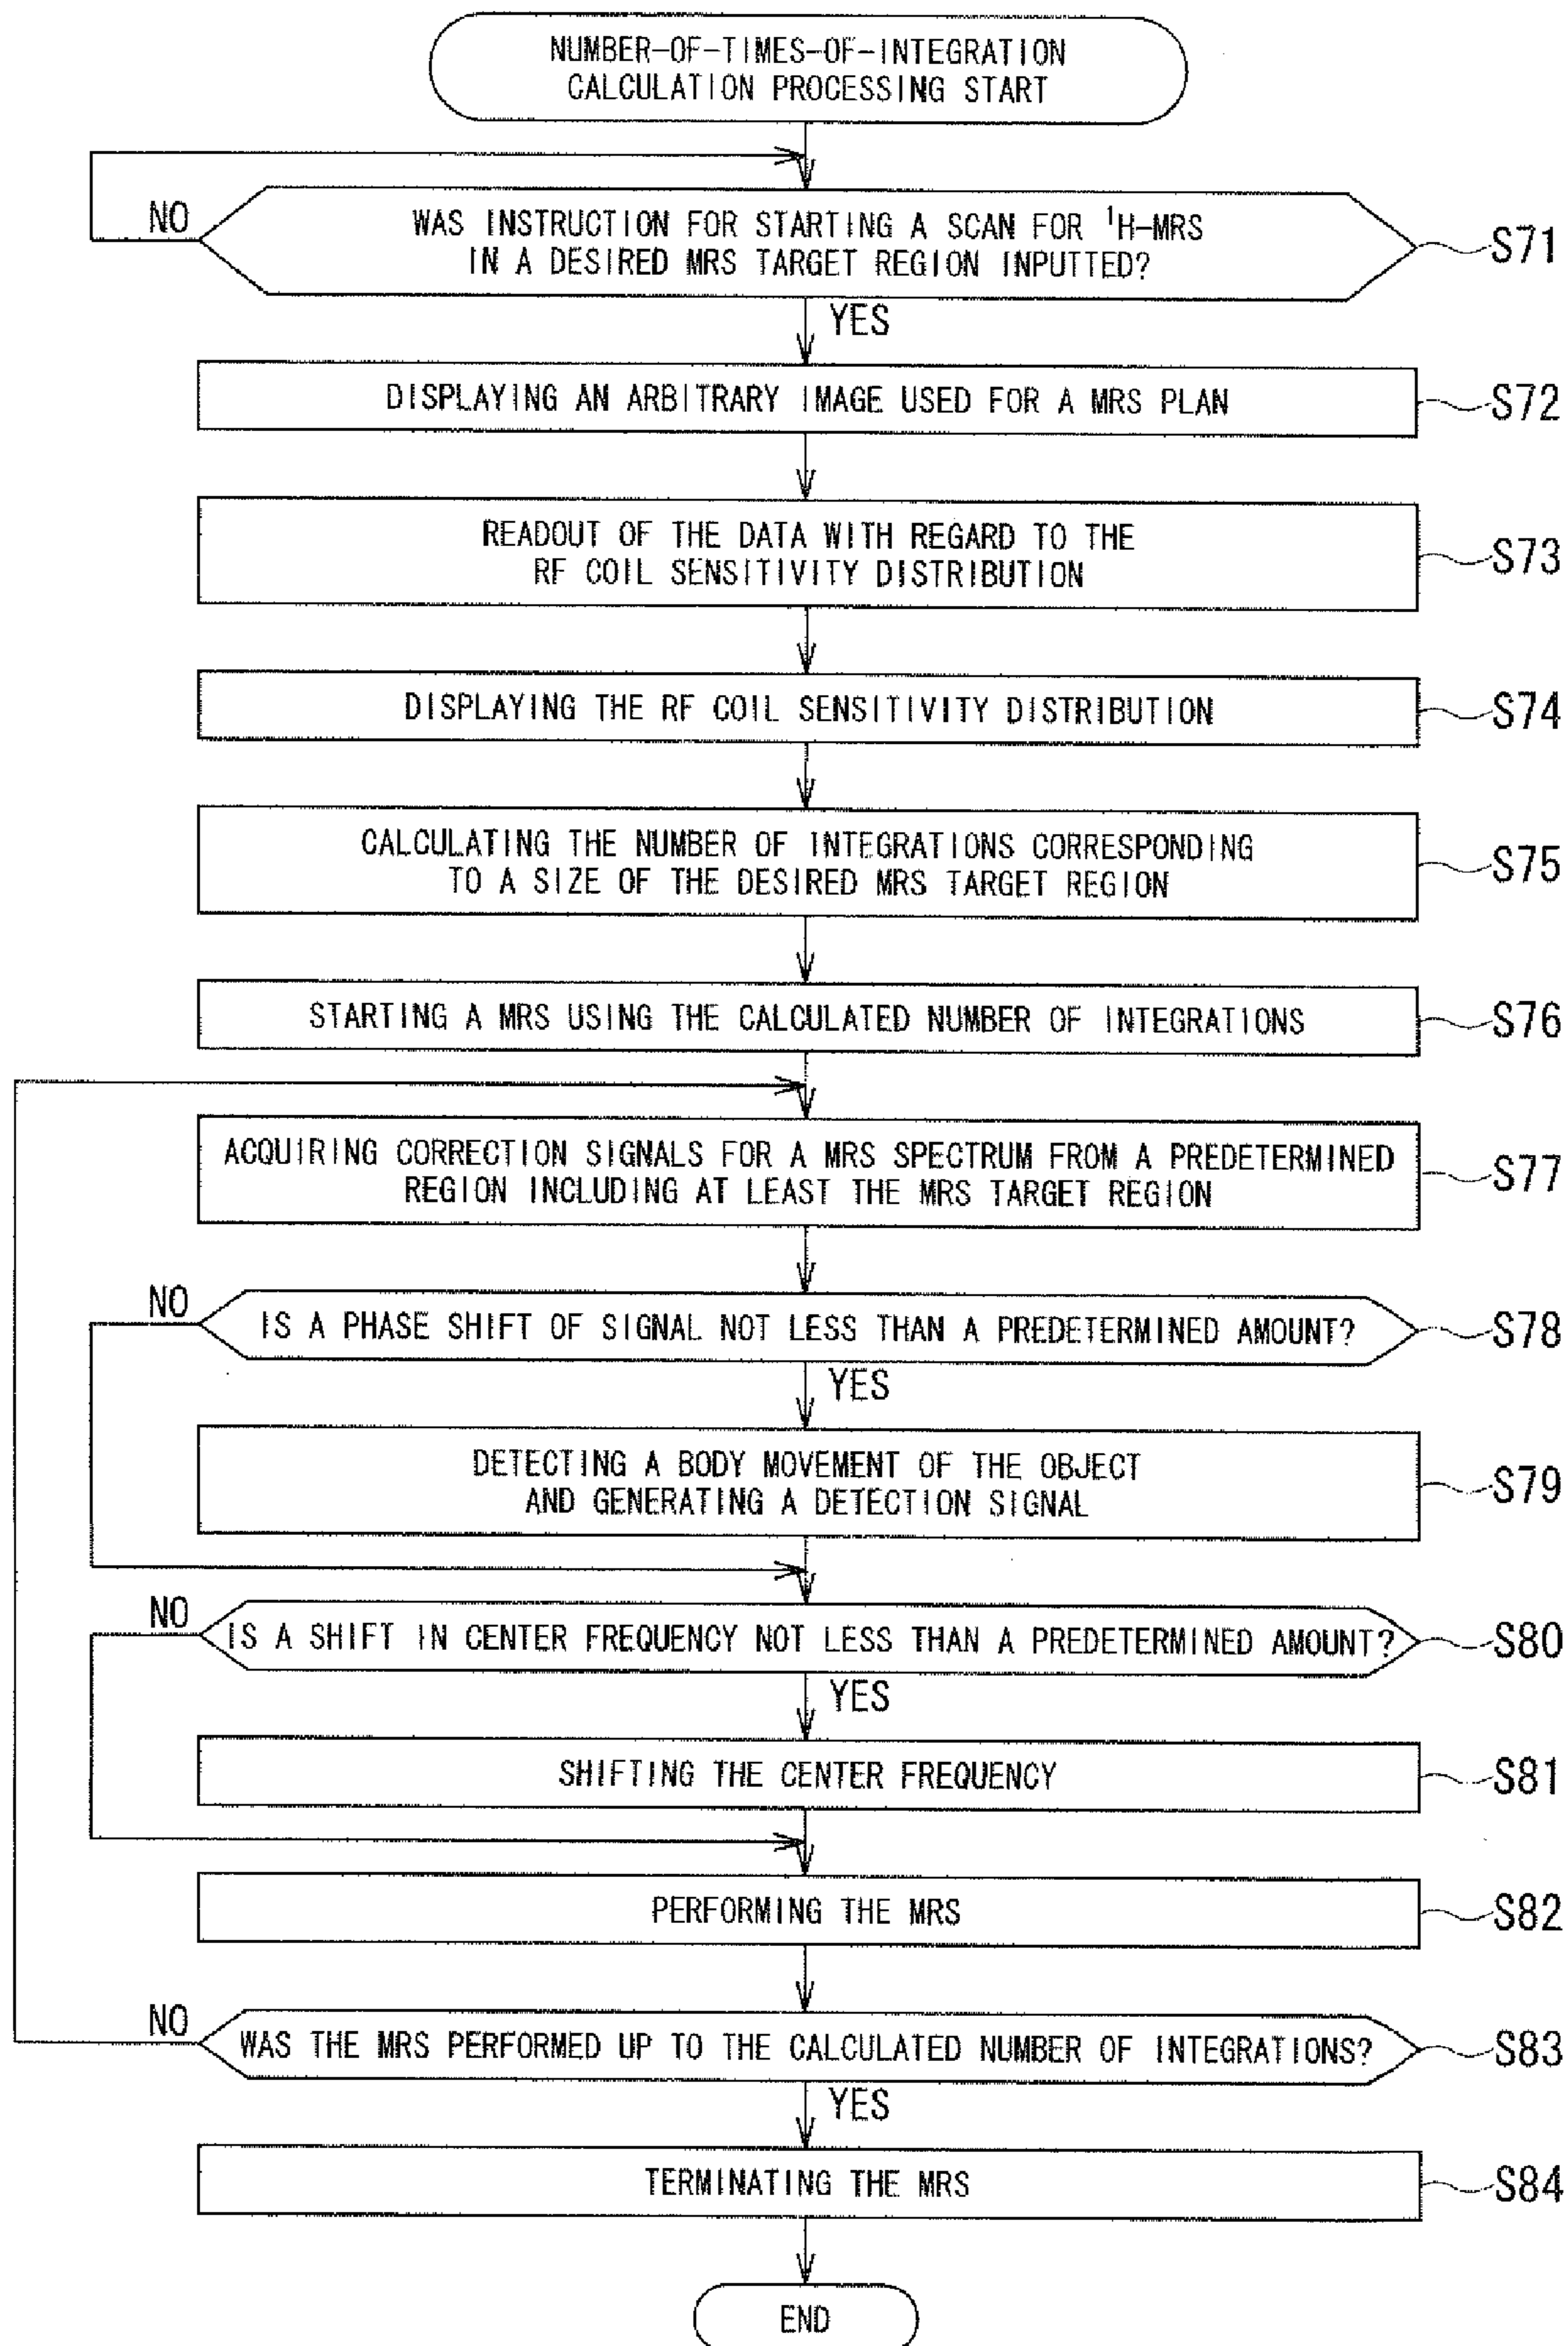 NUMBER-OF-TIMES-OF-INTEGRATION
CALCULATION PROCESSING START
NO
WAS INSTRUCTION FOR STARTING A SCAN FOR ¹H-MRS
IN A DESIRED MRS TARGET REGION INPUTTED?
S71
YES
DISPLAYING AN ARBITRARY IMAGE USED FOR A MRS PLAN
S72
READOUT OF THE DATA WITH REGARD TO THE
RF COIL SENSITIVITY DISTRIBUTION
S73
DISPLAYING THE RF COIL SENSITIVITY DISTRIBUTION
S74
CALCULATING THE NUMBER OF INTEGRATIONS CORRESPONDING
TO A SIZE OF THE DESIRED MRS TARGET REGION
S75
STARTING A MRS USING THE CALCULATED NUMBER OF INTEGRATIONS
S76
ACQUIRING CORRECTION SIGNALS FOR A MRS SPECTRUM FROM A PREDETERMINED
REGION INCLUDING AT LEAST THE MRS TARGET REGION
S77
NO
IS A PHASE SHIFT OF SIGNAL NOT LESS THAN A PREDETERMINED AMOUNT?
S78
YES
DETECTING A BODY MOVEMENT OF THE OBJECT
AND GENERATING A DETECTION SIGNAL
S79
NO
IS A SHIFT IN CENTER FREQUENCY NOT LESS THAN A PREDETERMINED AMOUNT?
S80
YES
SHIFTING THE CENTER FREQUENCY
S81
PERFORMING THE MRS
S82
NO
WAS THE MRS PERFORMED UP TO THE CALCULATED NUMBER OF INTEGRATIONS?
S83
YES
TERMINATING THE MRS
S84
END